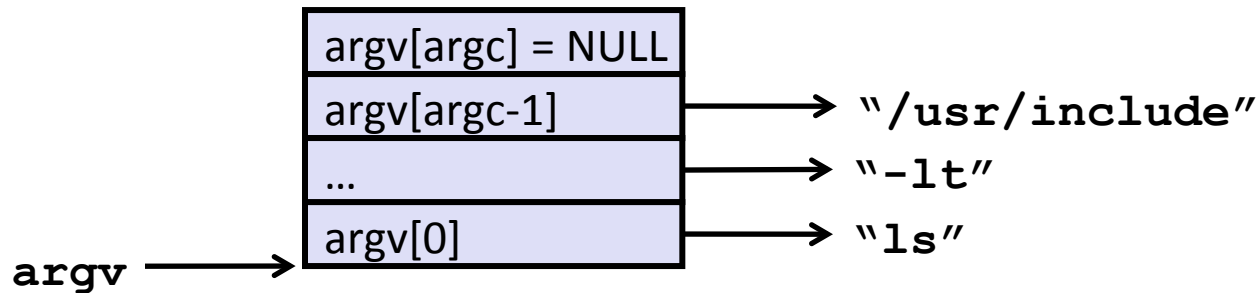 argv[argc] = NULL
argv[argc-1] “/usr/include”
… “-lt”
argv[0] “ls”
argv